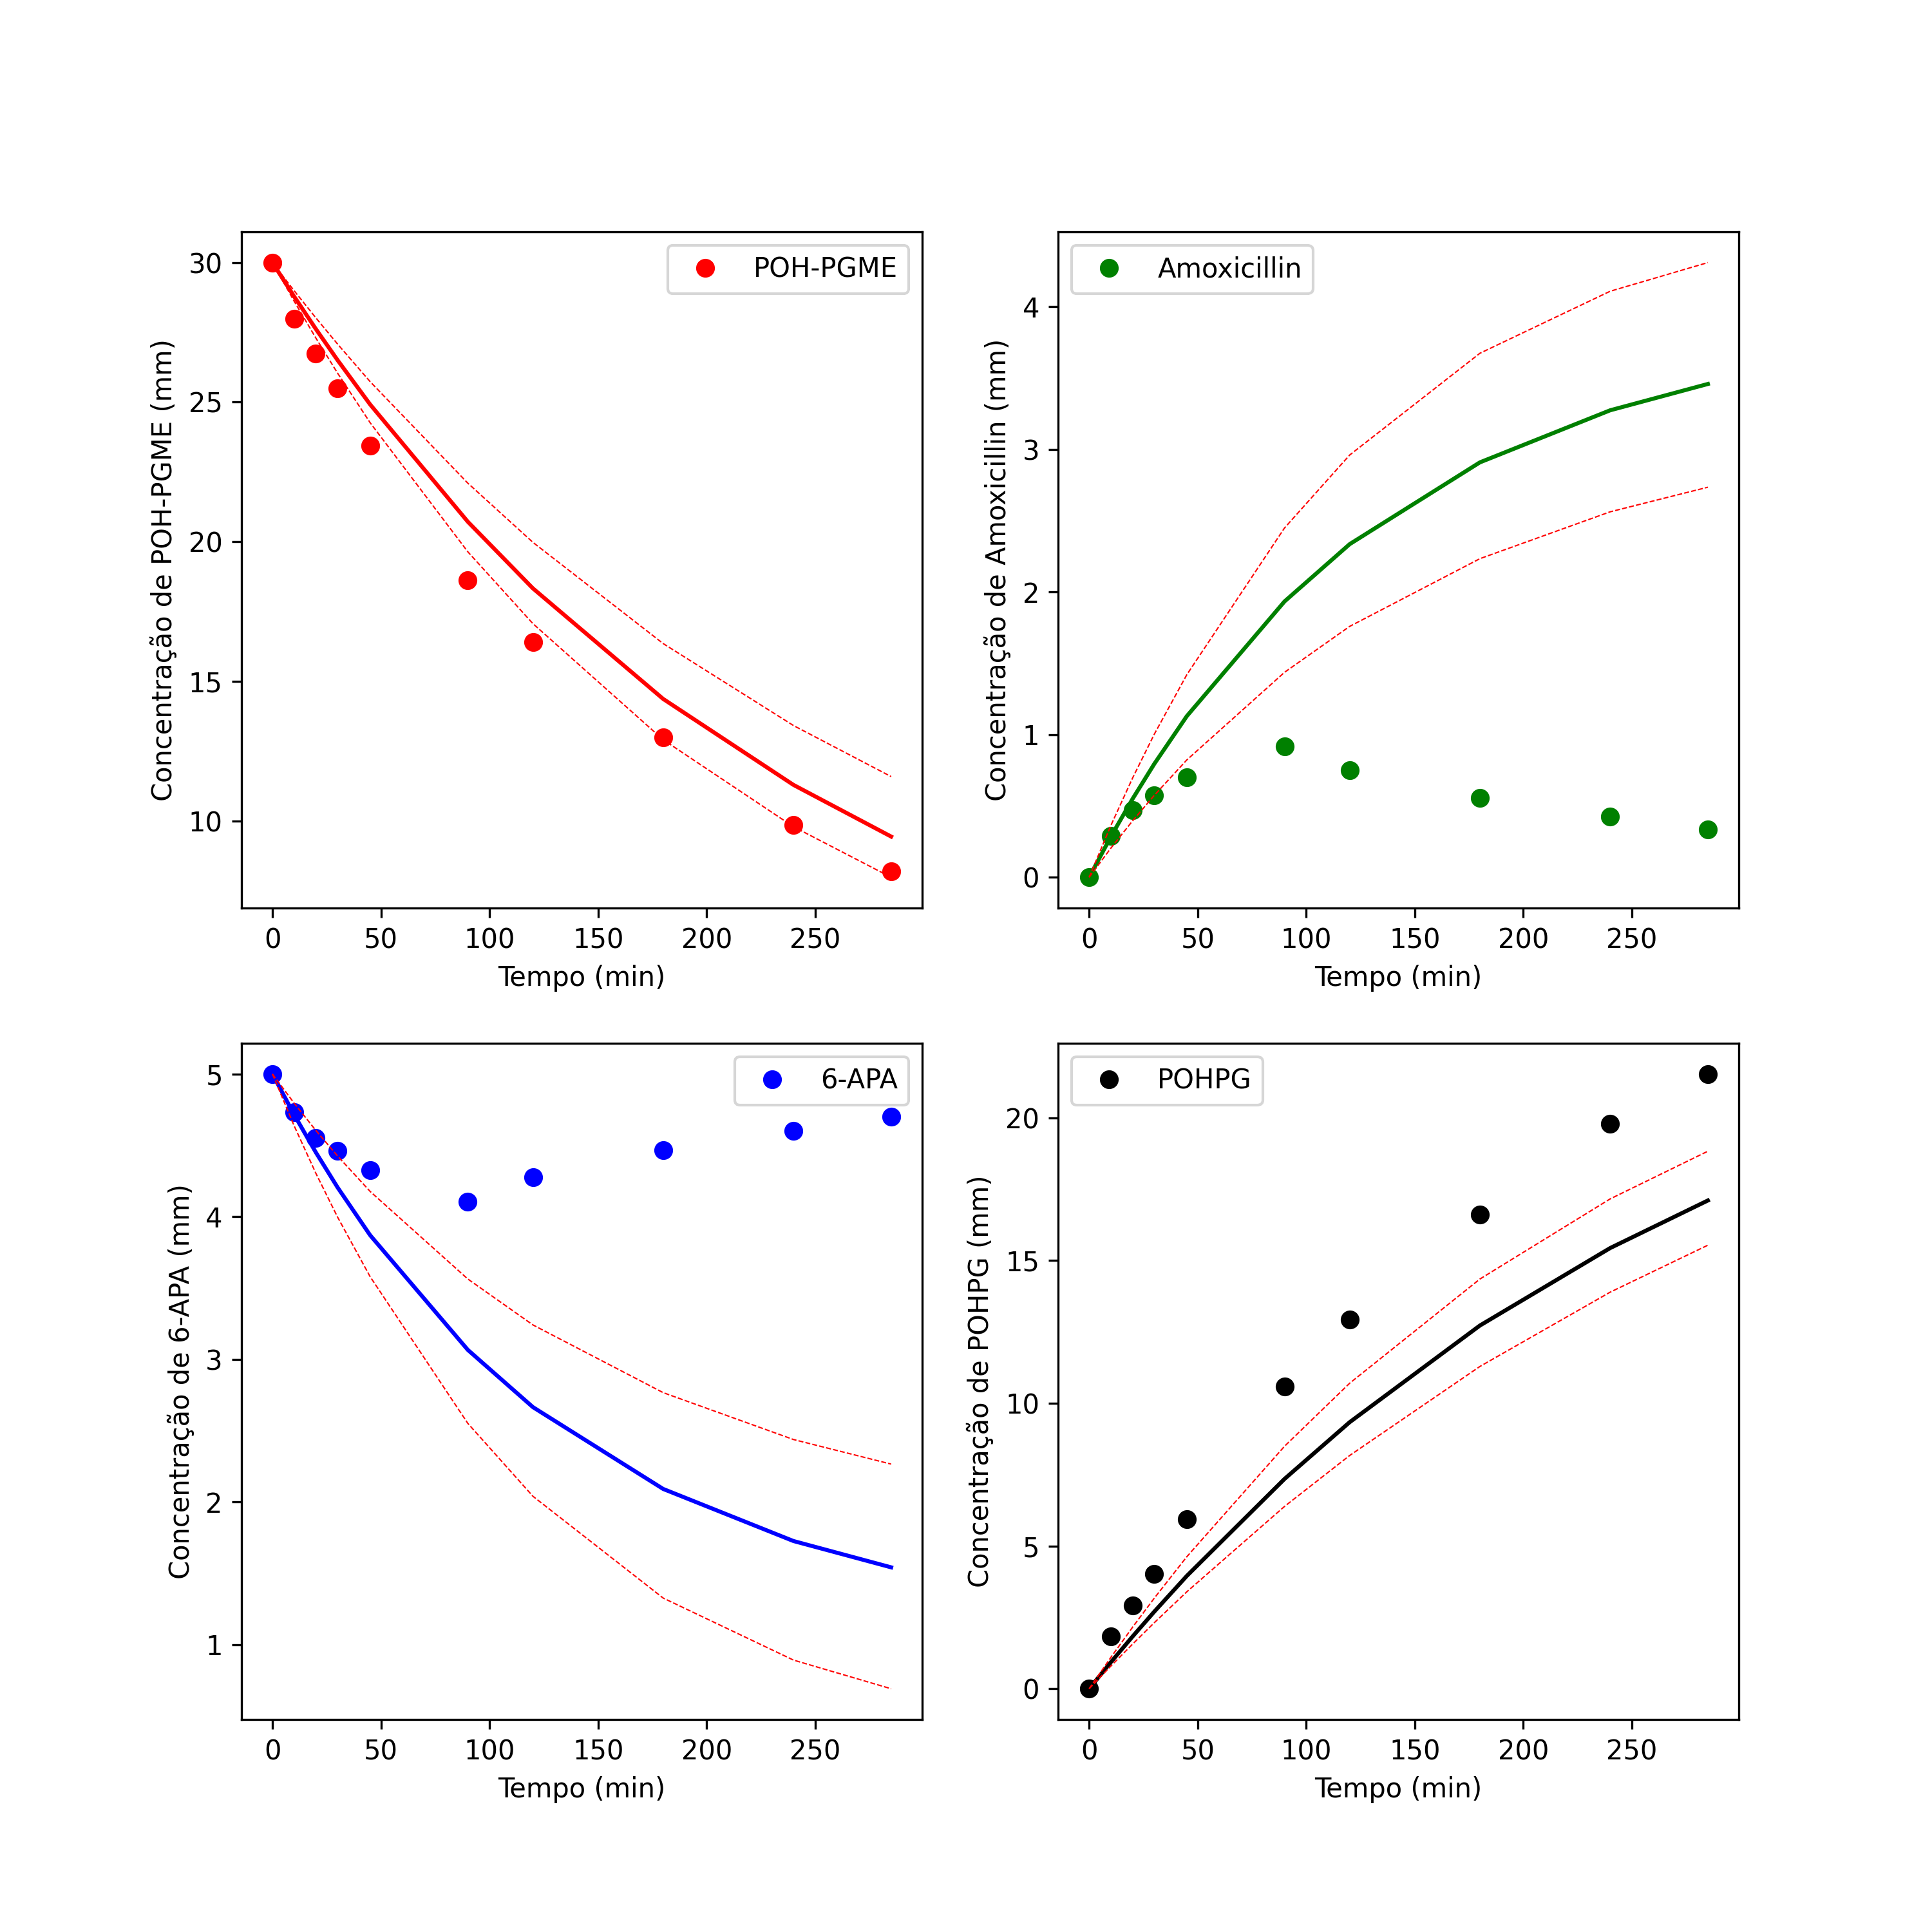 POH-PGME
30
25
20
15
10
Concentração de POH-PGME (mm)
0 50 100 150 200 250
Tempo (min)
Amoxicillin
4
3
2
1
0
Concentração de Amoxicillin (mm)
0 50 100 150 200 250
Tempo (min)
6-APA
5
4
3
2
1
Concentração de 6-APA (mm)
0 50 100 150 200 250
Tempo (min)
POHPG
20
15
10
5
0
Concentração de POHPG (mm)
0 50 100 150 200 250
Tempo (min)